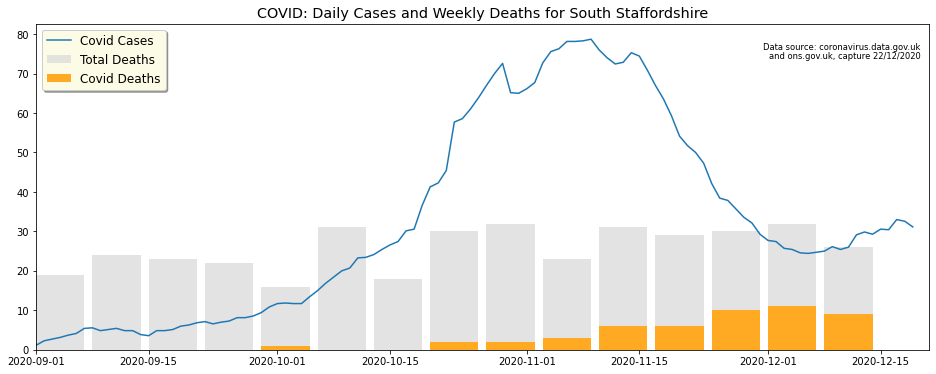 COVID: Daily Cases and Weekly Deaths for South Staffordshire
Covid Cases
Total Deaths
Covid Deaths
Data source: coronavirus.data.gov.uk
and ons.gov.uk, capture 22/12/2020
80
70
60
50
40
30
20
10
0
2020-09-01
2020-09-15
2020-10-01
2020-10-15
2020-11-01
2020-11-15
2020-12-01
2020-12-15